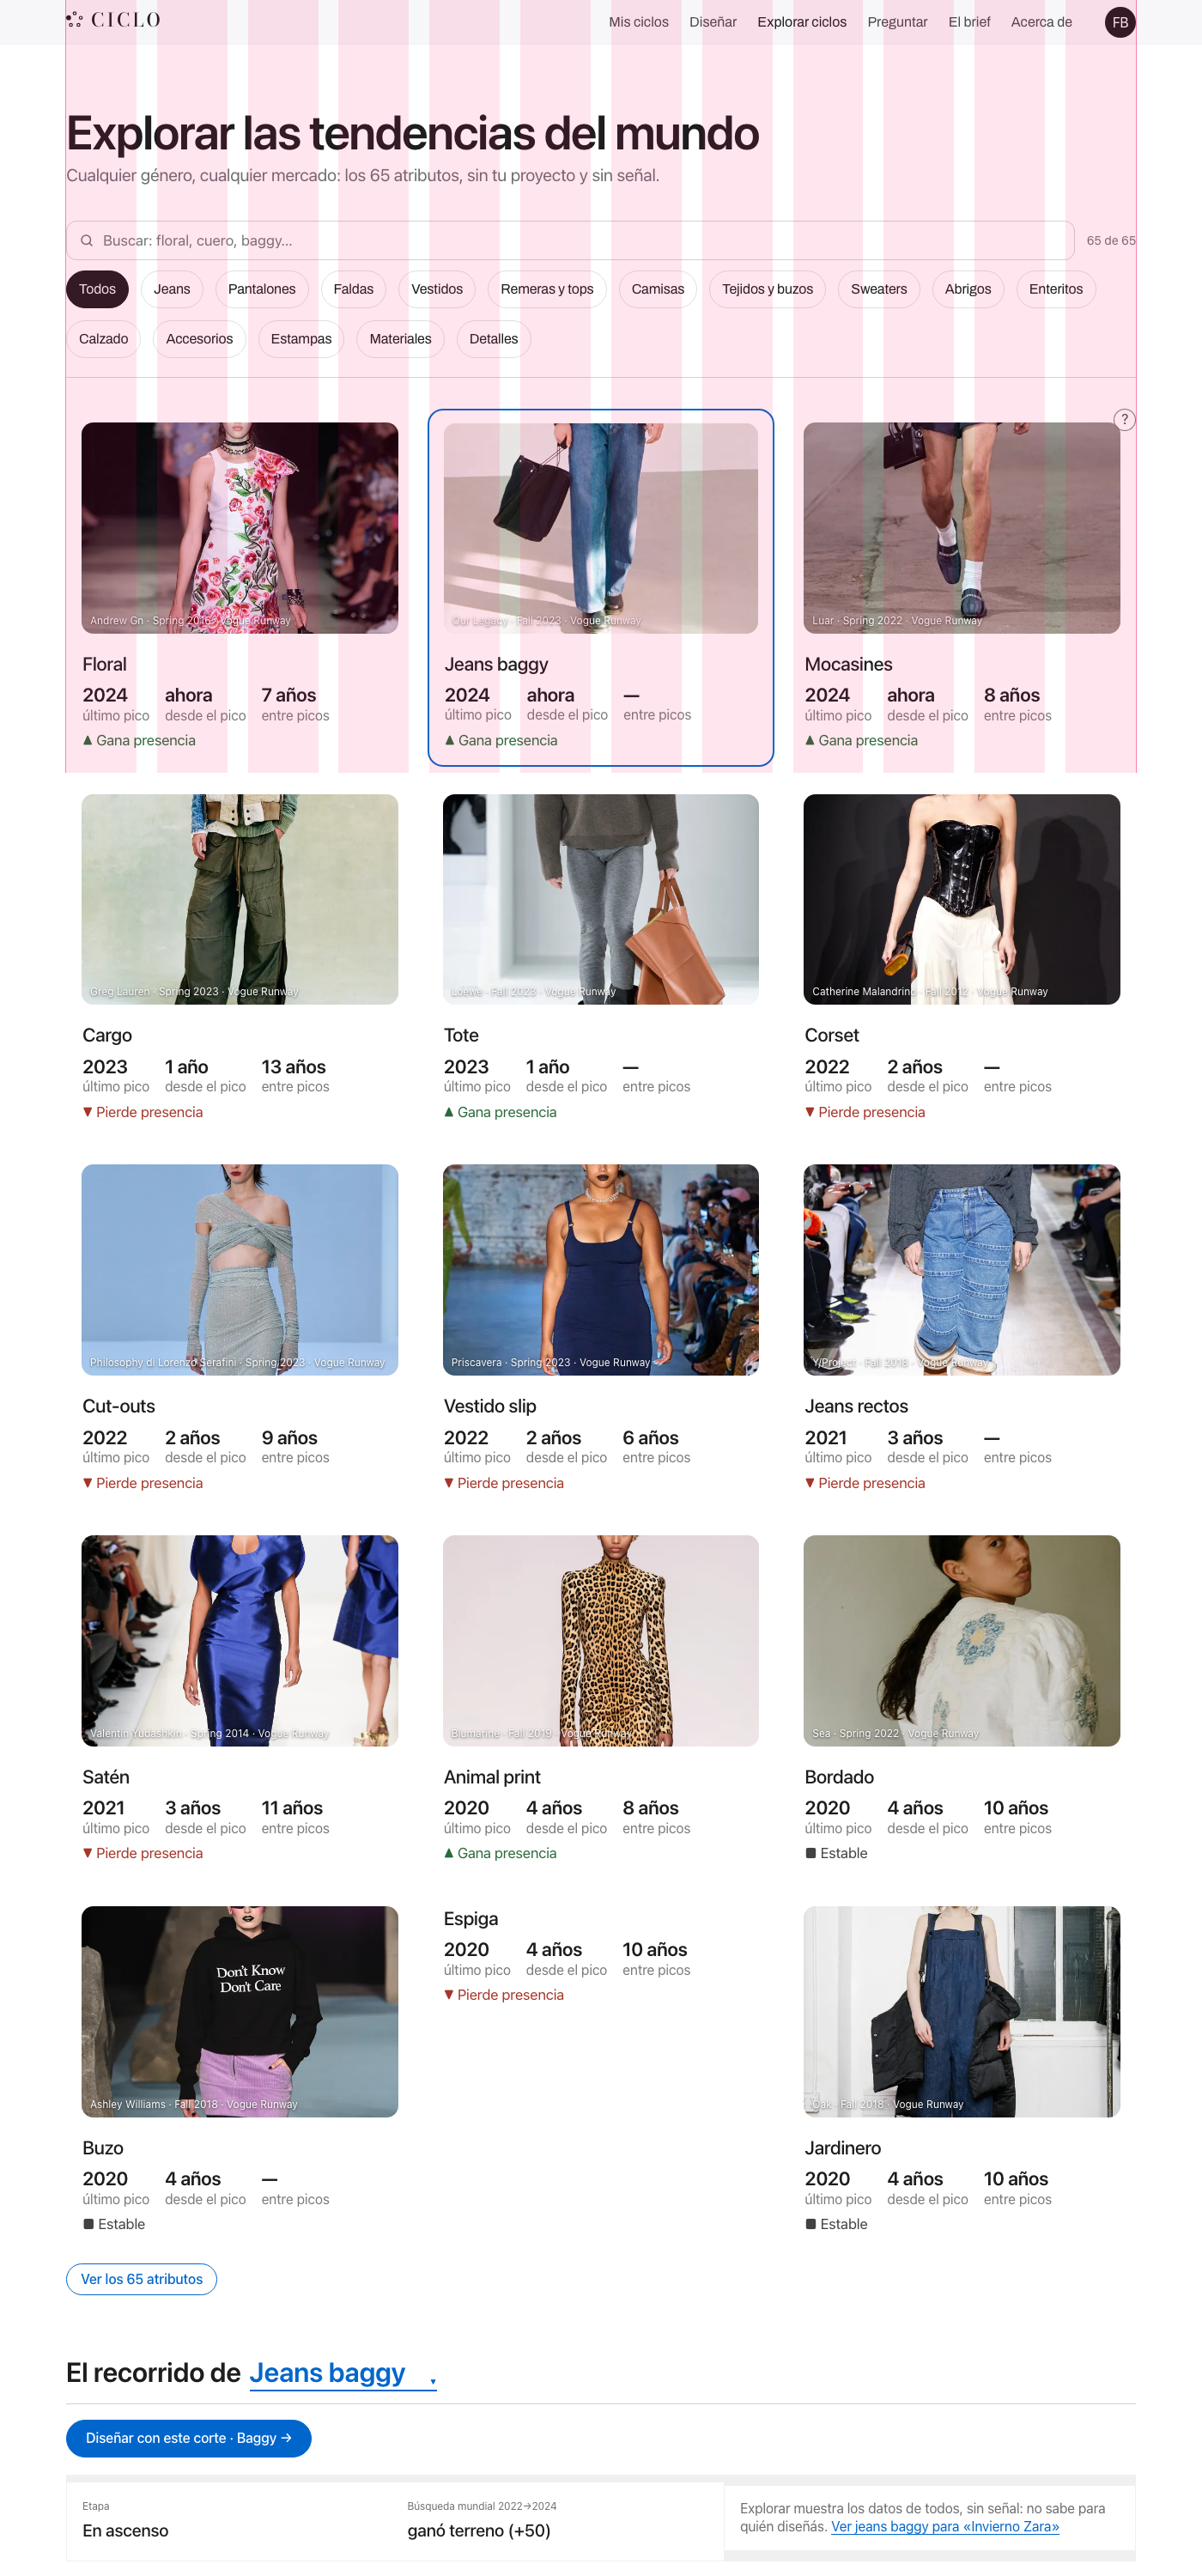 CICLO
Mis ciclos Diseñar Explorar ciclos Preguntar El brief Acerca de FB
Explorar las tendencias del mundo
Cualquier género, cualquier mercado: los 65 atributos, sin tu proyecto y sin señal.
Buscar: floral, cuero, baggy... 65 de 65
Todos Jeans Pantalones Faldas Vestidos Remeras y tops Camisas Tejidos y buzos Sweaters Abrigos Enteritos
Calzado Accesorios Estampas Materiales Detalles
?
Andrew Gn · Spring 2016 · Vogue Runway
Floral
2024 ahora 7 años
último pico desde el pico entre picos
▲ Gana presencia
Our Legacy · Fall 2023 · Vogue Runway
Jeans baggy
2024 ahora —
último pico desde el pico entre picos
▲ Gana presencia
Luar · Spring 2022 · Vogue Runway
Mocasines
2024 ahora 8 años
último pico desde el pico entre picos
▲ Gana presencia
Greg Lauren · Spring 2023 · Vogue Runway
Cargo
2023 1 año 13 años
último pico desde el pico entre picos
▼ Pierde presencia
Loewe · Fall 2023 · Vogue Runway
Tote
2023 1 año —
último pico desde el pico entre picos
▲ Gana presencia
Catherine Malandrino · Fall 2012 · Vogue Runway
Corset
2022 2 años —
último pico desde el pico entre picos
▼ Pierde presencia
Philosophy di Lorenzo Serafini · Spring 2023 · Vogue Runway
Cut-outs
2022 2 años 9 años
último pico desde el pico entre picos
▼ Pierde presencia
Priscavera · Spring 2023 · Vogue Runway
Vestido slip
2022 2 años 6 años
último pico desde el pico entre picos
▼ Pierde presencia
Y/Project · Fall 2018 · Vogue Runway
Jeans rectos
2021 3 años —
último pico desde el pico entre picos
▼ Pierde presencia
Valentin Yudashkin · Spring 2014 · Vogue Runway
Satén
2021 3 años 11 años
último pico desde el pico entre picos
▼ Pierde presencia
Blumarine · Fall 2019 · Vogue Runway
Animal print
2020 4 años 8 años
último pico desde el pico entre picos
▲ Gana presencia
Sea · Spring 2022 · Vogue Runway
Bordado
2020 4 años 10 años
último pico desde el pico entre picos
■ Estable
Don't Know
Don't Care
Ashley Williams · Fall 2018 · Vogue Runway
Buzo
2020 4 años —
último pico desde el pico entre picos
■ Estable
Espiga
2020 4 años 10 años
último pico desde el pico entre picos
▼ Pierde presencia
Oak · Fall 2018 · Vogue Runway
Jardinero
2020 4 años 10 años
último pico desde el pico entre picos
■ Estable
Ver los 65 atributos
El recorrido de Jeans baggy ▾
Diseñar con este corte · Baggy →
Etapa
En ascenso
Búsqueda mundial 2022→2024
ganó terreno (+50)
Explorar muestra los datos de todos, sin señal: no sabe para
quién diseñás. Ver jeans baggy para «Invierno Zara»